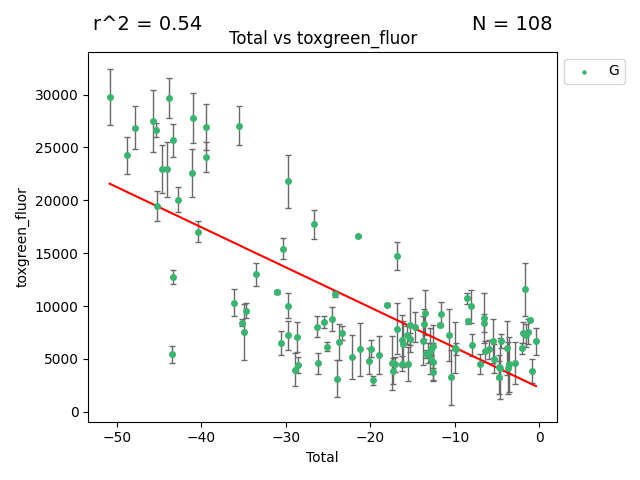 r^2 = 0.54 N = 108
Total vs toxgreen_fluor
G
toxgreen_fluor
30000
25000
20000
15000
10000
5000
0
−50 −40 −30 −20 −10 0
Total